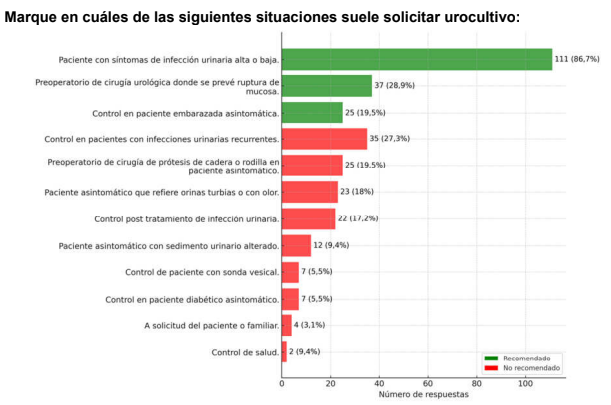 Marque en cuáles de las siguientes situaciones suele solicitar urocultivo:
Paciente con síntomas de infección urinaria alta o baja. 111 (86,7%)
Preoperatorio de cirugía urológica donde se prevé ruptura de
mucosa. 37 (28,9%)
Control en paciente embarazada asintomática. 25 (19,5%)
Control en pacientes con infecciones urinarias recurrentes. 35 (27,3%)
Preoperatorio de cirugía de prótesis de cadera o rodilla en
paciente asintomático. 25 (19.5%)
Paciente asintomático que refiere orinas turbias o con olor. 23 (18%)
Control post tratamiento de infección urinaria. 22 (17,2%)
Paciente asintomático con sedimento urinario alterado. 12 (9,4%)
Control de paciente con sonda vesical. 7 (5,5%)
Control en paciente diabético asintomático. 7 (5,5%)
A solicitud del paciente o familiar. 4 (3,1%)
Control de salud. 2 (9,4%)
Recomendado
No recomendado
0 20 40 60 80 100
Número de respuestas